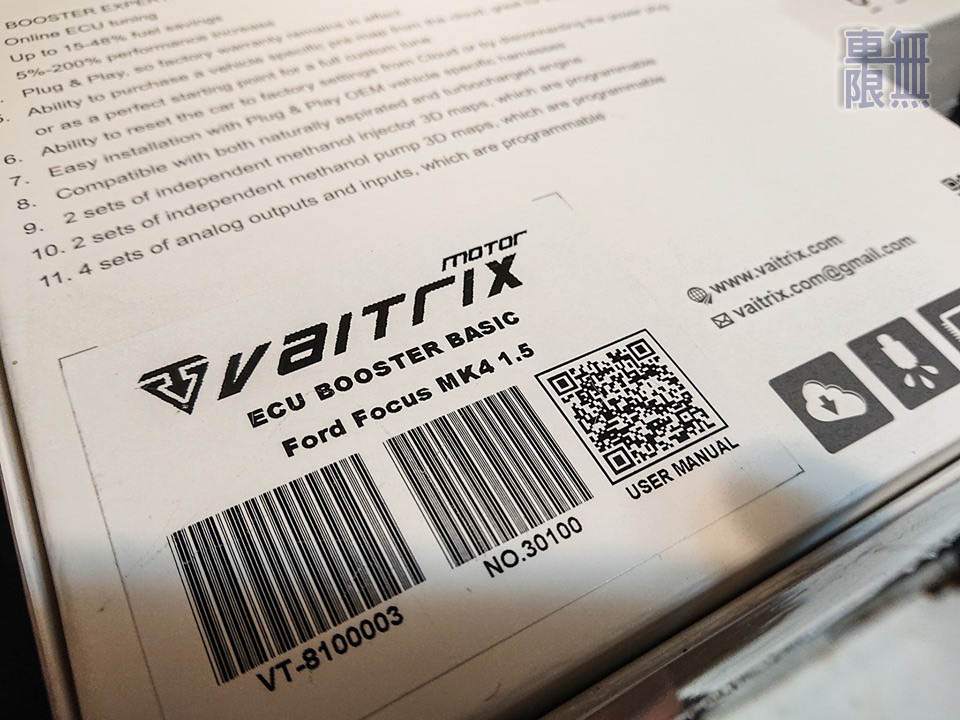 BOOSTER EXPER
Online ECU tuning
Up to 15-48% fuel savings
5%-200% performance increase
Plug & Play, so factory warranty remains in effect
Ability to purchase a vehicle specific pre-map from the cloud, good for
or as a perfect starting point for a full custom tune
6. Ability to reset the car to factory settings from Cloud or by disconnecting the plug
7. Easy installation with Plug & Play OEM vehicle specific harnesses
8. Compatible with both naturally aspirated and turbocharged engine
9. 2 sets of independent methanol injector 3D maps, which are programmable
10. 2 sets of independent methanol pump 3D maps, which are programmable
11. 4 sets of analog outputs and inputs, which are programmable
MOTOR
VAITRIX
ECU BOOSTER BASIC
Ford Focus MK4 1.5
VT-8100003
NO.30100
USER MANUAL
www.vaitrix.com
vaitrix.com@gmail.com
無限車